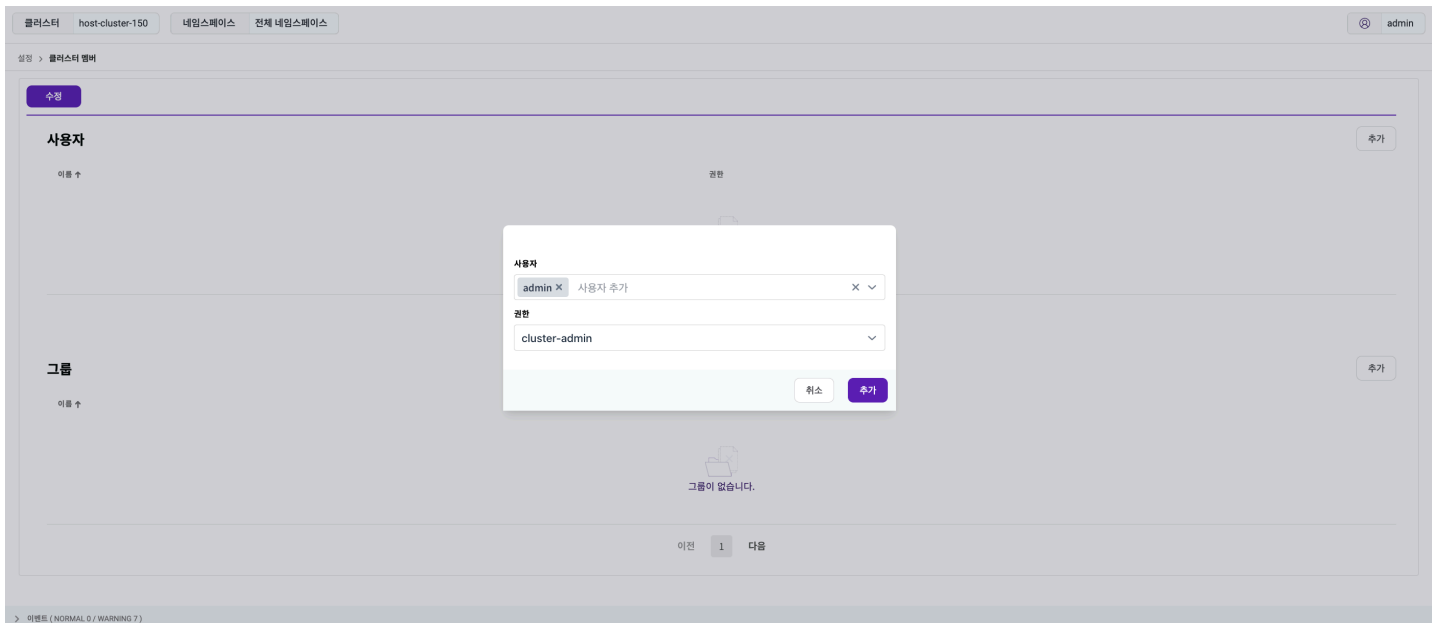 클러스터 host-cluster-150 네임스페이스 전체 네임스페이스 admin
설정 > 클러스터 멤버
수정
사용자 추가
이름 ↑ 권한
사용자
admin × 사용자 추가
권한
cluster-admin
취소 추가
그룹 추가
이름 ↑
그룹이 없습니다.
이전 1 다음
> 이벤트 ( NORMAL 0 / WARNING 7 )